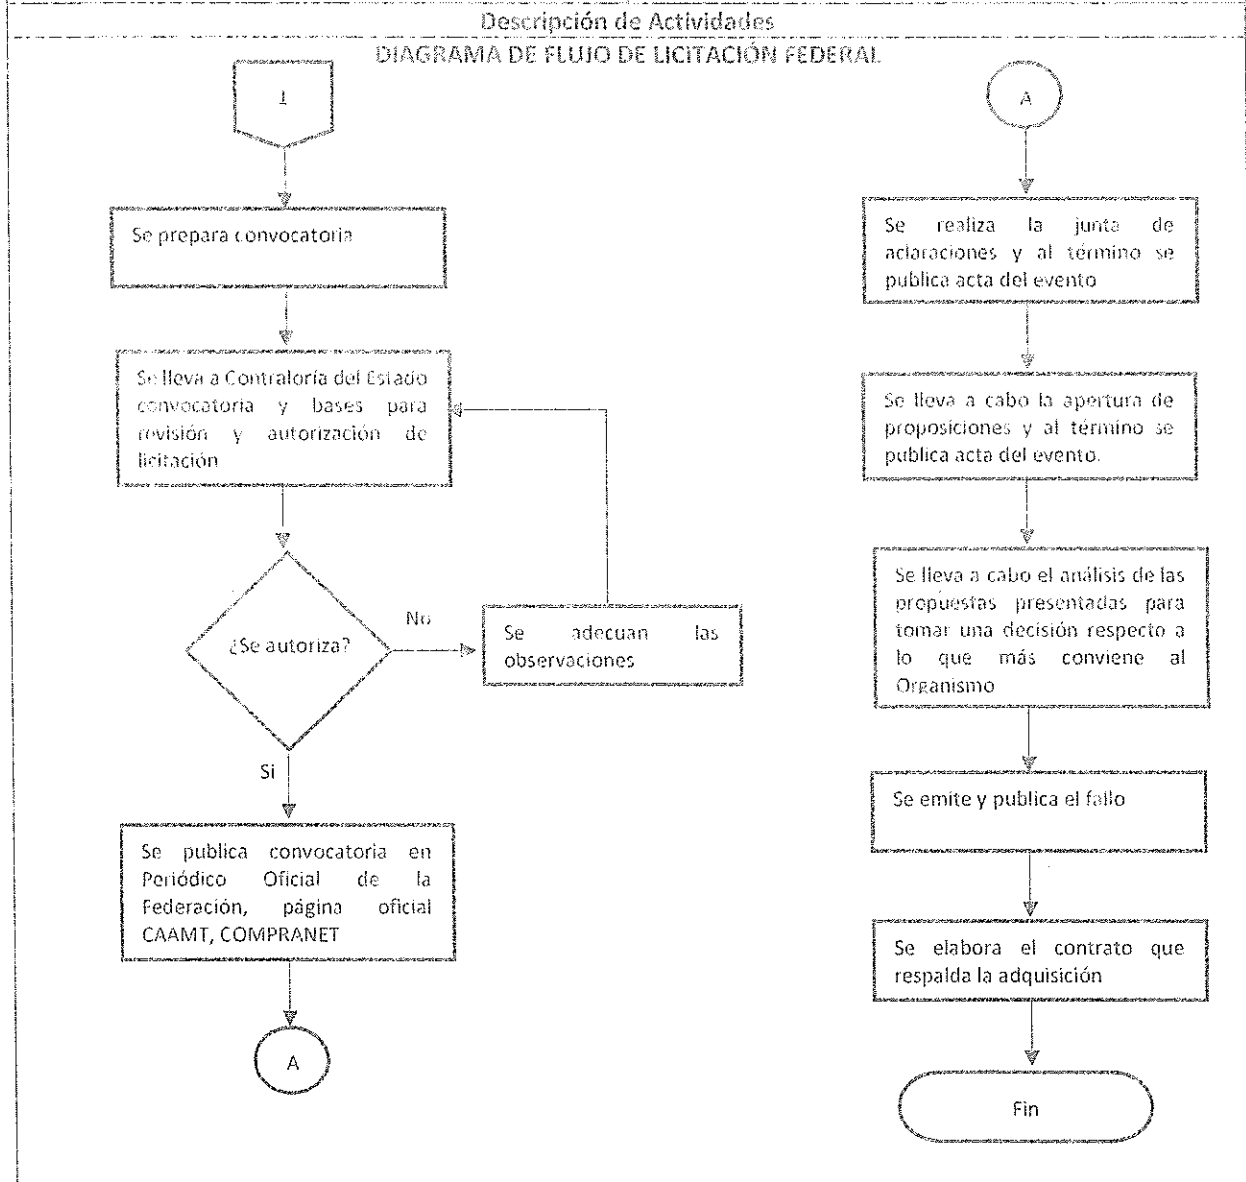 Descripción de Actividades
DIAGRAMA DE FLUJO DE LICITACIÓN FEDERAL
1
Se prepara convocatoria
Se lleva a Contraloría del Estado
convocatoria y bases para
revisión y autorización de
licitación
¿Se autoriza?
No
Se adecuan las
observaciones
Si
Se publica convocatoria en
Periódico Oficial de la
Federación, página oficial
CAAMT, COMPRANET
A
A
Se realiza la junta de
aclaraciones y al término se
publica acta del evento
Se lleva a cabo la apertura de
proposiciones y al término se
publica acta del evento.
Se lleva a cabo el análisis de las
propuestas presentadas para
tomar una decisión respecto a
lo que más conviene al
Organismo
Se emite y publica el fallo
Se elabora el contrato que
respalda la adquisición
Fin